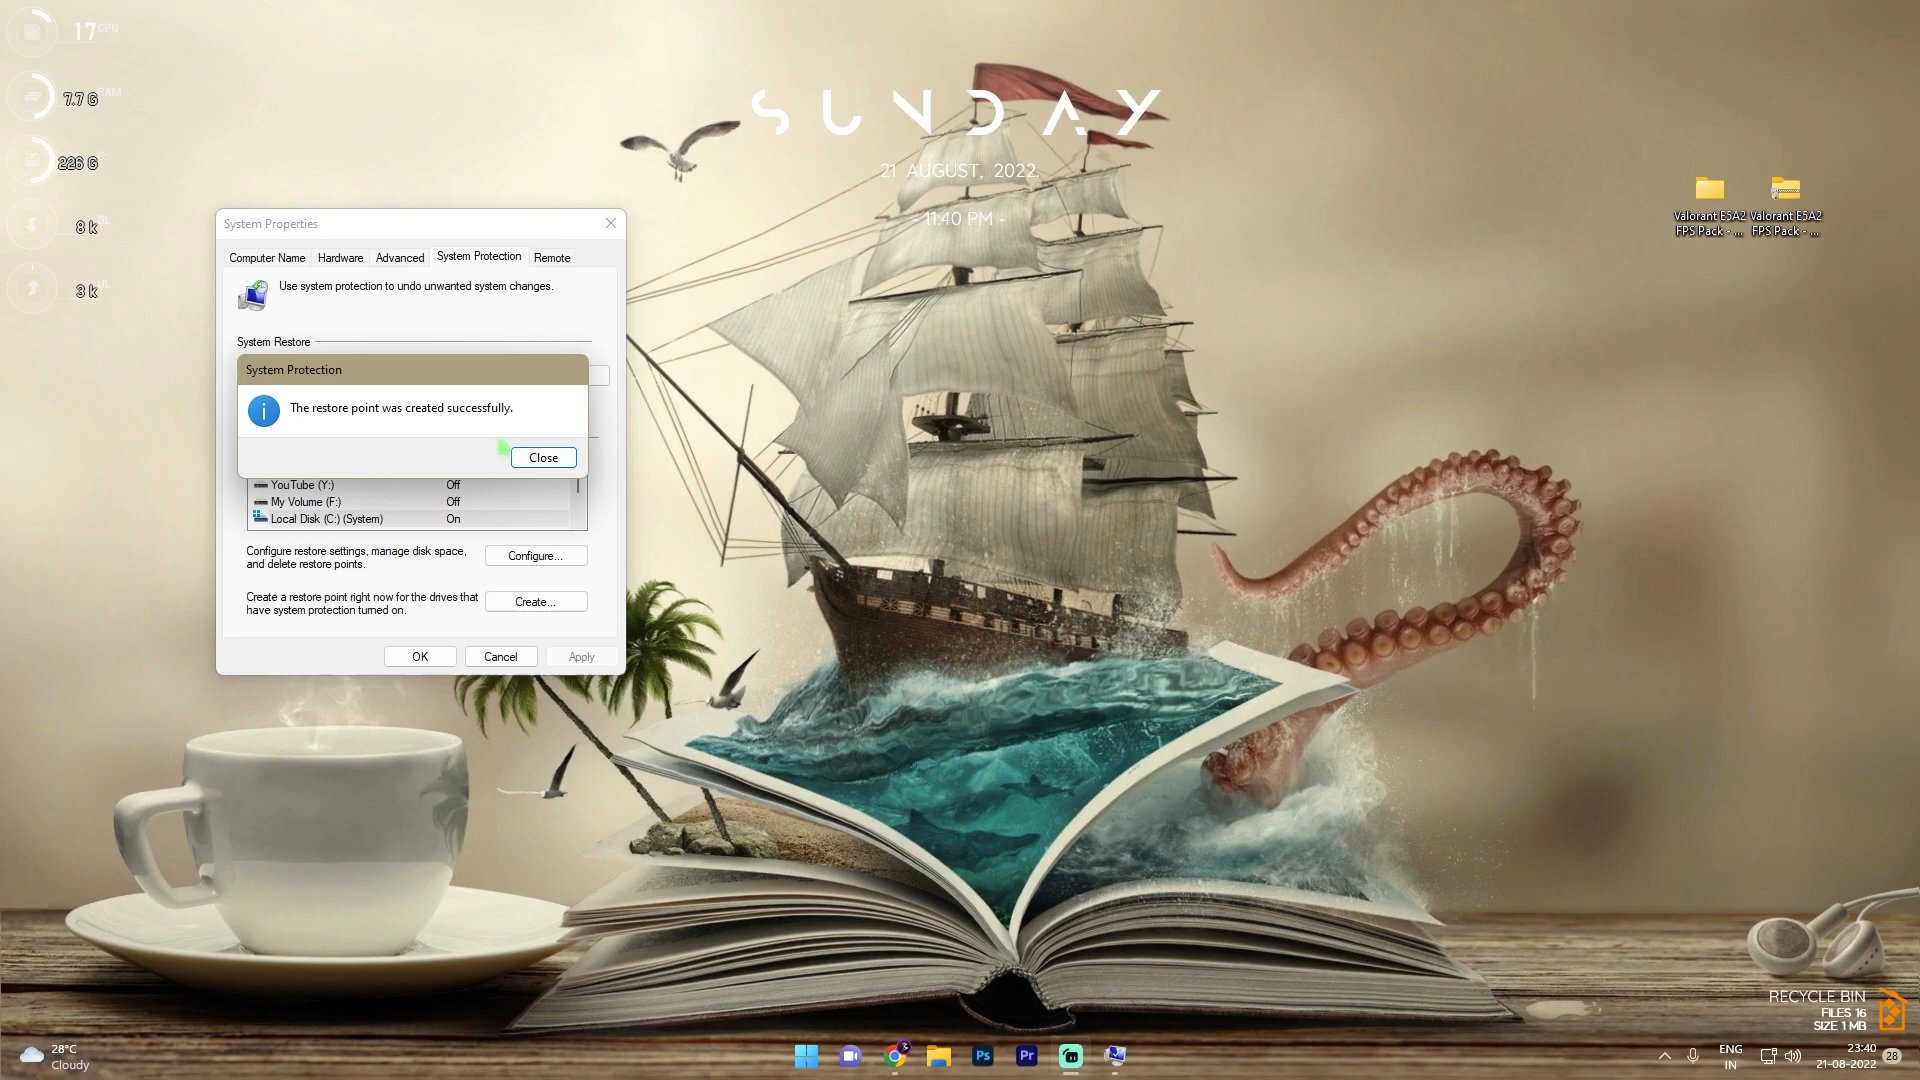 17 CPU
7.7 G RAM
226 G
8 k DL
3 k UL
SUNDAY
21 AUGUST, 2022.
- 11:40 PM -
Valorant E5A2
FPS Pack - ...
Valorant E5A2
FPS Pack - ...
System Properties
Computer Name
Hardware
Advanced
System Protection
Remote
Use system protection to undo unwanted system changes.
System Restore
System Protection
The restore point was created successfully.
Close
YouTube (Y:) Off
My Volume (F:) Off
Local Disk (C:) (System) On
Configure restore settings, manage disk space,
and delete restore points.
Configure...
Create a restore point right now for the drives that
have system protection turned on.
Create...
OK
Cancel
Apply
RECYCLE BIN
FILES 16
SIZE 1 MB
28°C
Cloudy
Ps
Pr
ENG
IN
23:40
21-08-2022
28